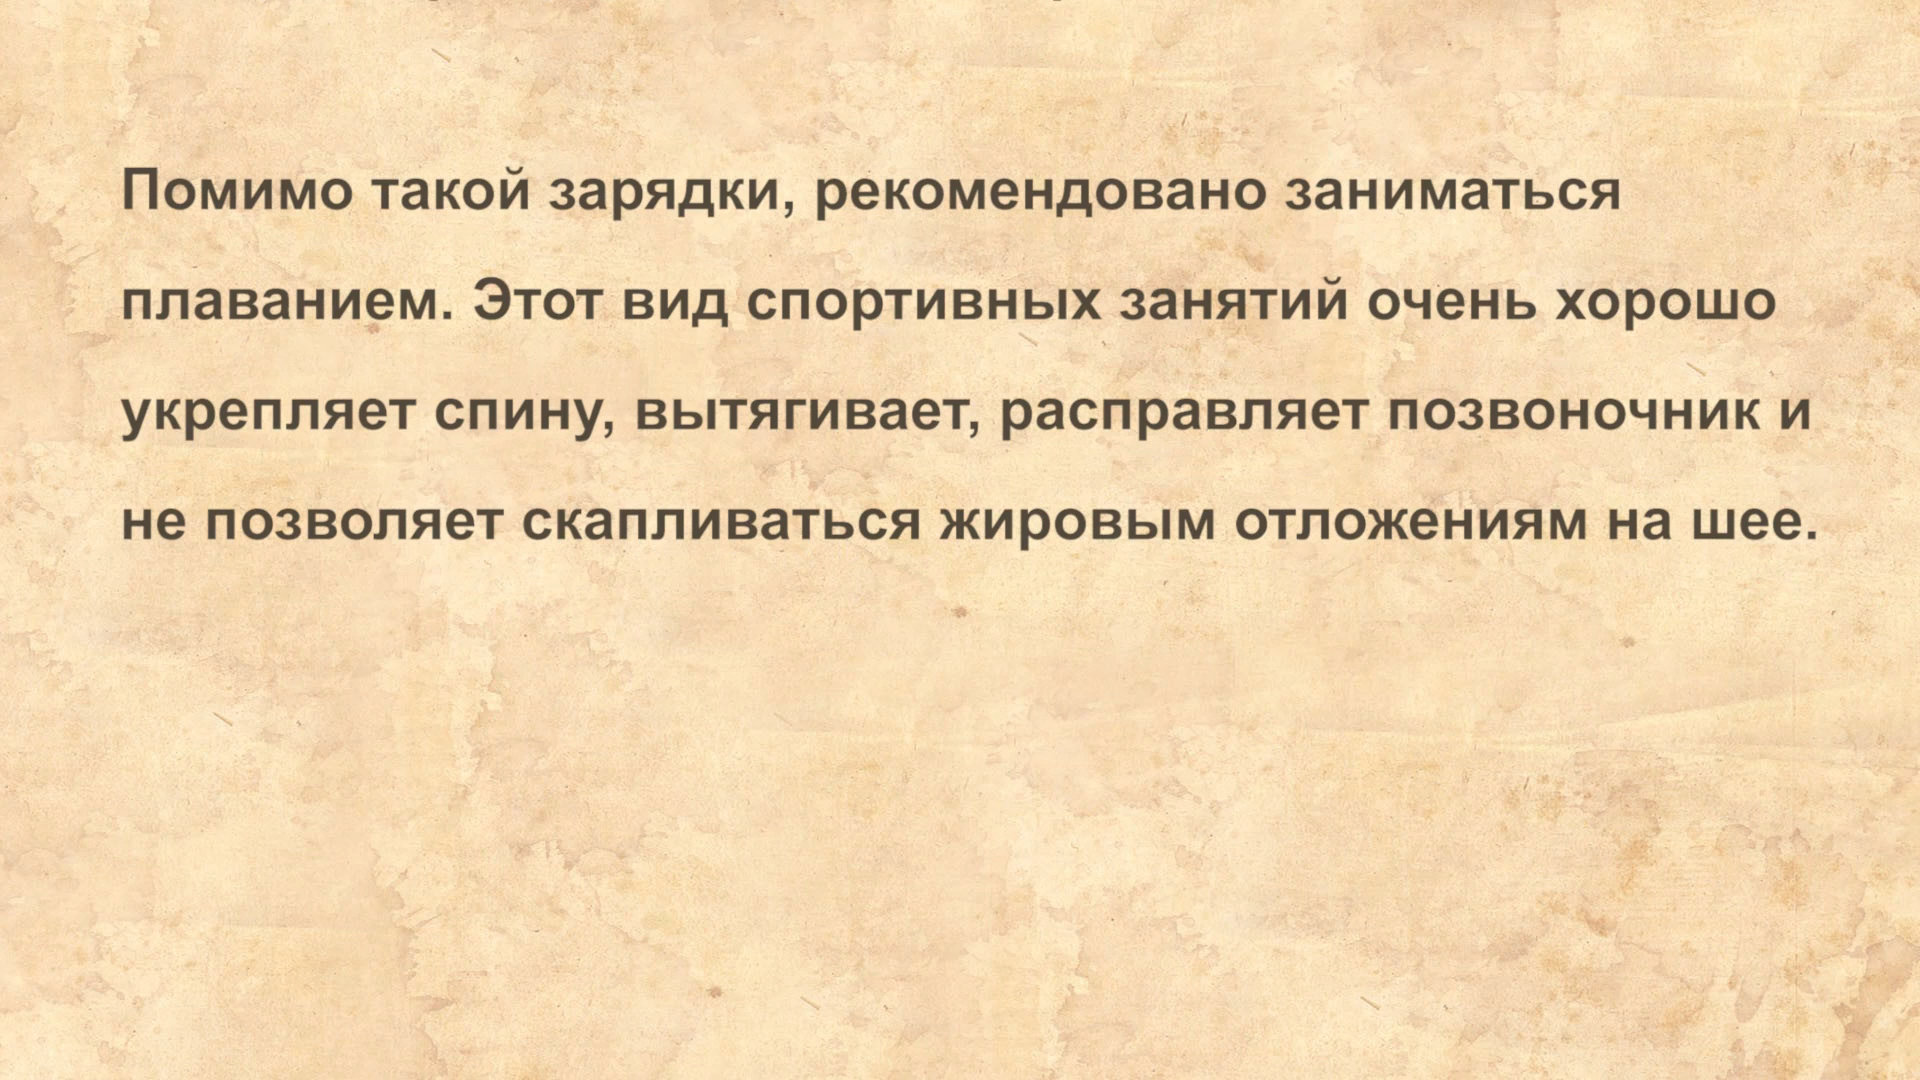 Помимо такой зарядки, рекомендовано заниматься
плаванием. Этот вид спортивных занятий очень хорошо
укрепляет спину, вытягивает, расправляет позвоночник и
не позволяет скапливаться жировым отложениям на шее.